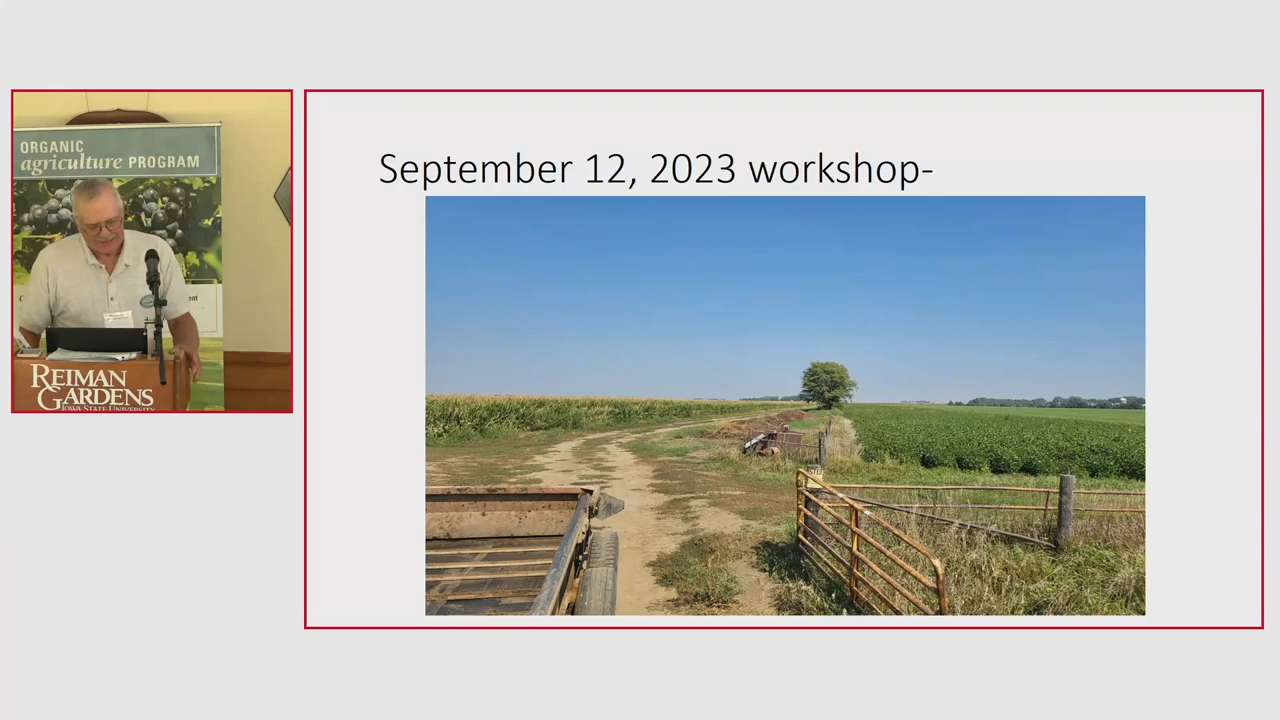 ORGANIC
agriculture PROGRAM
REIMAN
GARDENS
IOWA STATE UNIVERSITY
September 12, 2023 workshop-